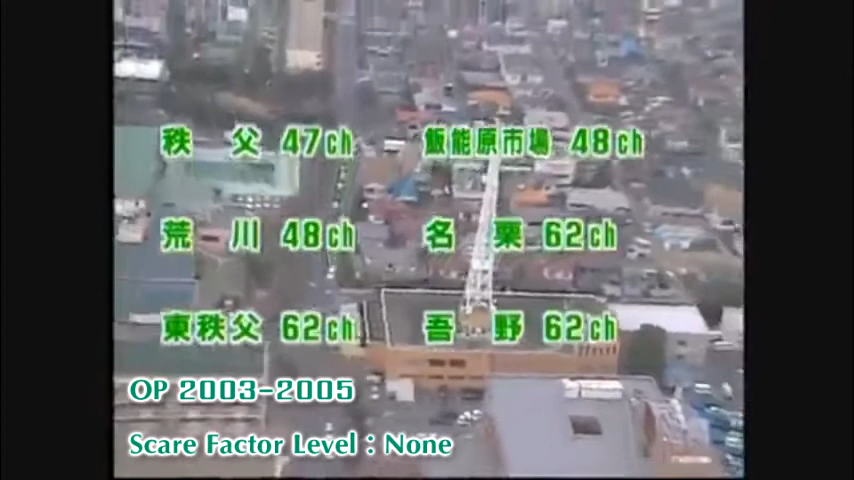 秩　父 47ch　飯能原市場 48ch
荒　川 48ch　名　栗 62ch
東秩父 62ch　吾　野 62ch
OP 2003-2005
Scare Factor Level : None